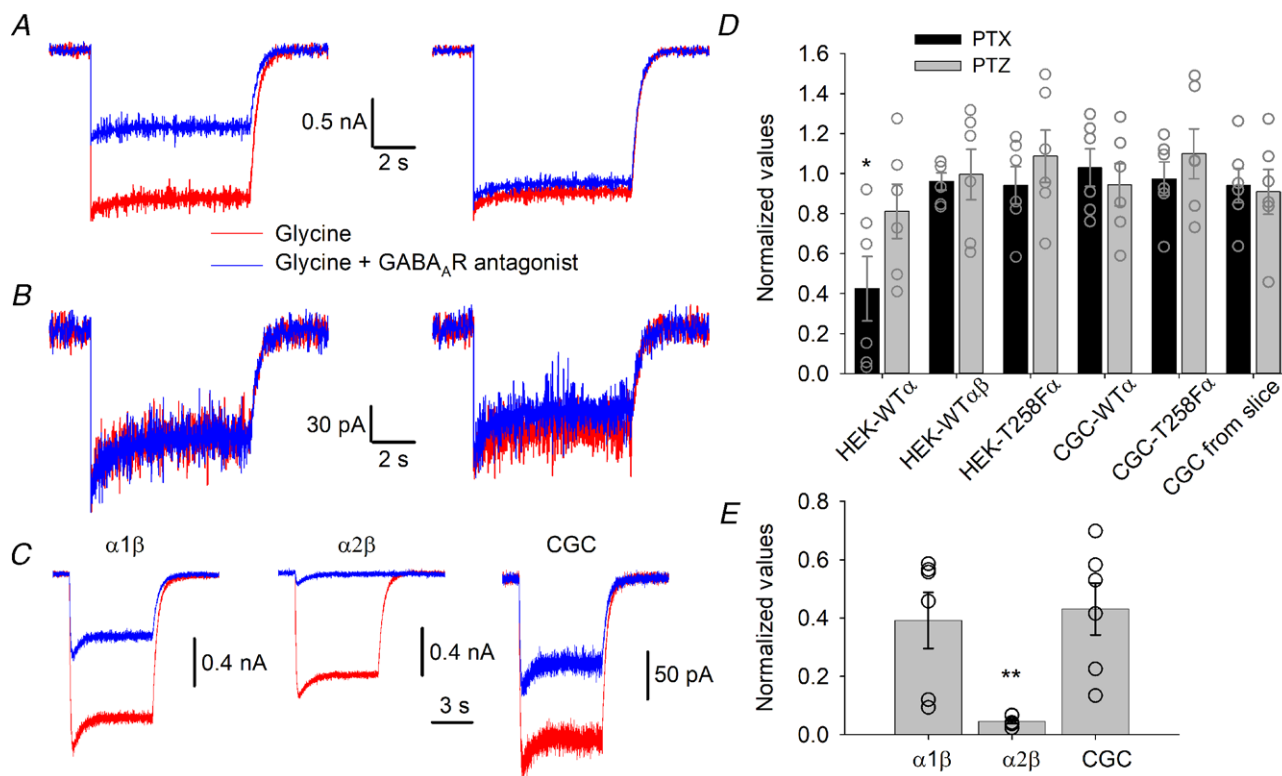 A
0.5 nA
2 s
Glycine
Glycine + GABA_AR antagonist
B
30 pA
2 s
C
α1β
α2β
CGC
0.4 nA
0.4 nA
50 pA
3 s
D
PTX
PTZ
Normalized values
1.6
1.4
1.2
1.0
0.8
0.6
0.4
0.2
0.0
*
HEK-WTα
HEK-WTαβ
HEK-T258Fα
CGC-WTα
CGC-T258Fα
CGC from slice
E
Normalized values
0.8
0.6
0.4
0.2
0.0
**
α1β
α2β
CGC